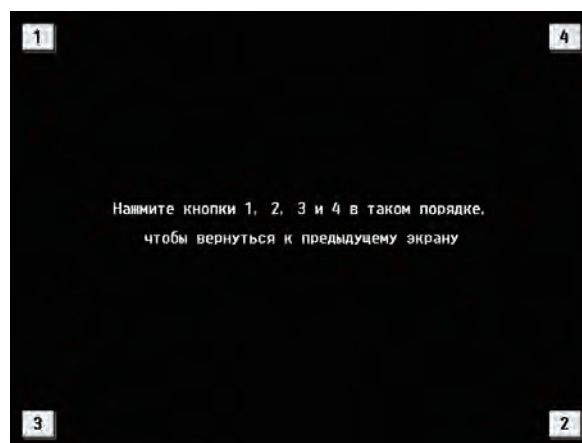 1
4
Нажмите кнопки 1, 2, 3 и 4 в таком порядке,
чтобы вернуться к предыдущему экрану
3
2